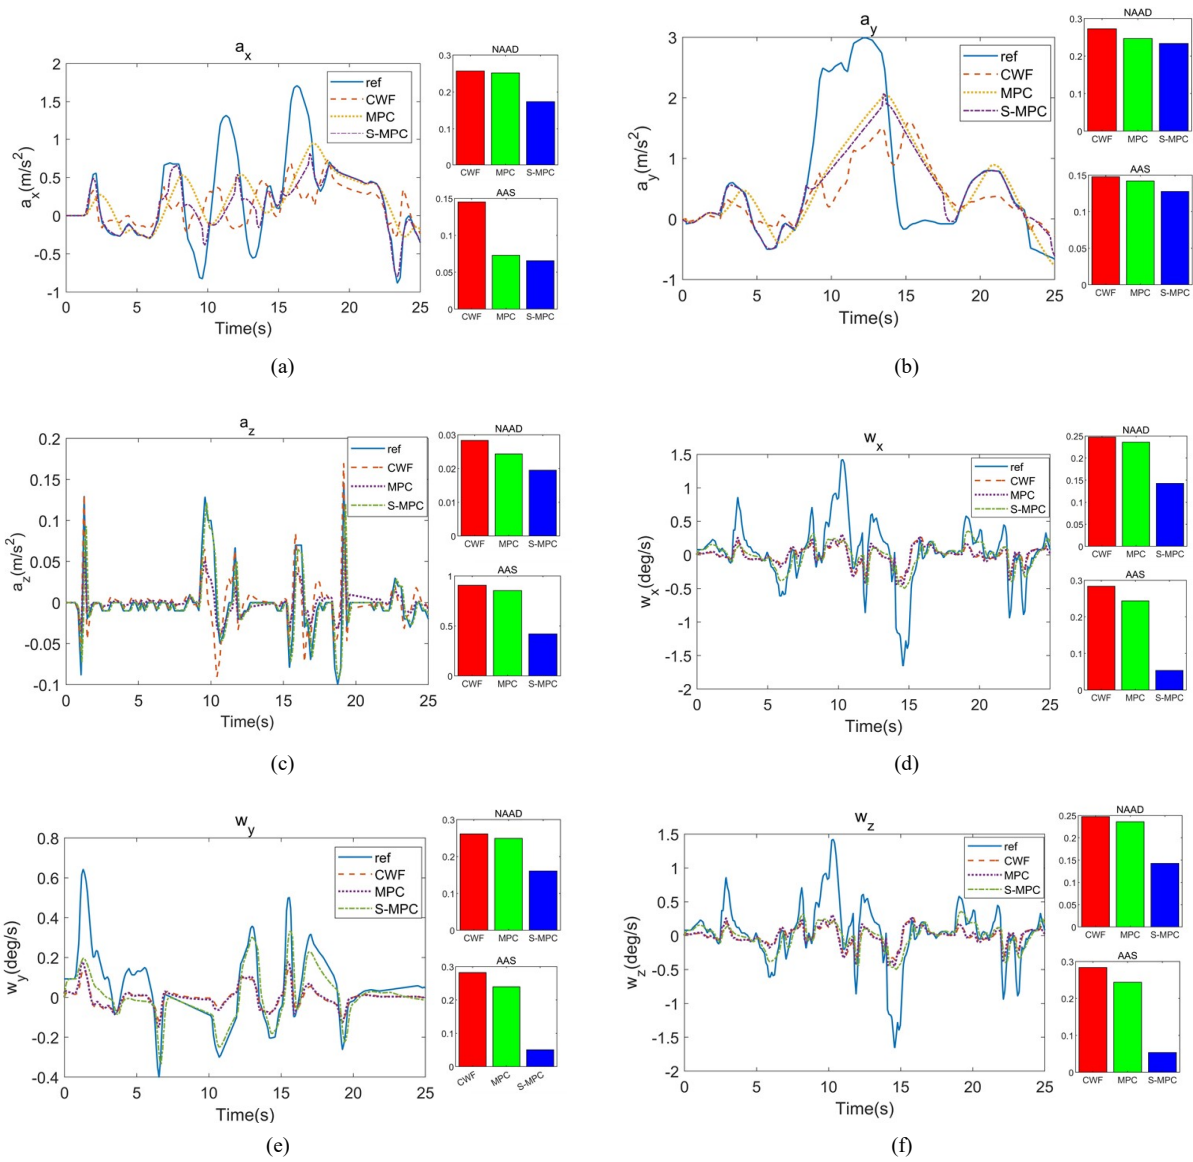 a_x
2
1.5
1
0.5
0
-0.5
-1
0 5 10 15 20 25
a_x(m/s²)
Time(s)
ref
CWF
MPC
S-MPC
NAAD
0.3
0.2
0.1
0
CWF MPC S-MPC
AAS
0.15
0.1
0.05
0
CWF MPC S-MPC
(a)
a_y
3
2
1
0
-1
0 5 10 15 20 25
a_y(m/s²)
Time(s)
ref
CWF
MPC
S-MPC
NAAD
0.3
0.2
0.1
0
CWF MPC S-MPC
AAS
0.15
0.1
0.05
0
CWF MPC S-MPC
(b)
a_z
0.2
0.15
0.1
0.05
0
-0.05
-0.1
0 5 10 15 20 25
a_z(m/s²)
Time(s)
ref
CWF
MPC
S-MPC
NAAD
0.03
0.02
0.01
0
CWF MPC S-MPC
AAS
1
0.5
0
CWF MPC S-MPC
(c)
w_x
1.5
1
0.5
0
-0.5
-1
-1.5
-2
0 5 10 15 20 25
w_x(deg/s)
Time(s)
ref
CWF
MPC
S-MPC
NAAD
0.25
0.2
0.15
0.1
0.05
0
CWF MPC S-MPC
AAS
0.3
0.2
0.1
0
CWF MPC S-MPC
(d)
w_y
0.8
0.6
0.4
0.2
0
-0.2
-0.4
0 5 10 15 20 25
w_y(deg/s)
Time(s)
ref
CWF
MPC
S-MPC
NAAD
0.3
0.2
0.1
0
CWF MPC S-MPC
AAS
0.3
0.2
0.1
0
CWF MPC S-MPC
(e)
w_z
1.5
1
0.5
0
-0.5
-1
-1.5
-2
0 5 10 15 20 25
w_z(deg/s)
Time(s)
ref
CWF
MPC
S-MPC
NAAD
0.25
0.2
0.15
0.1
0.05
0
CWF MPC S-MPC
AAS
0.3
0.2
0.1
0
CWF MPC S-MPC
(f)